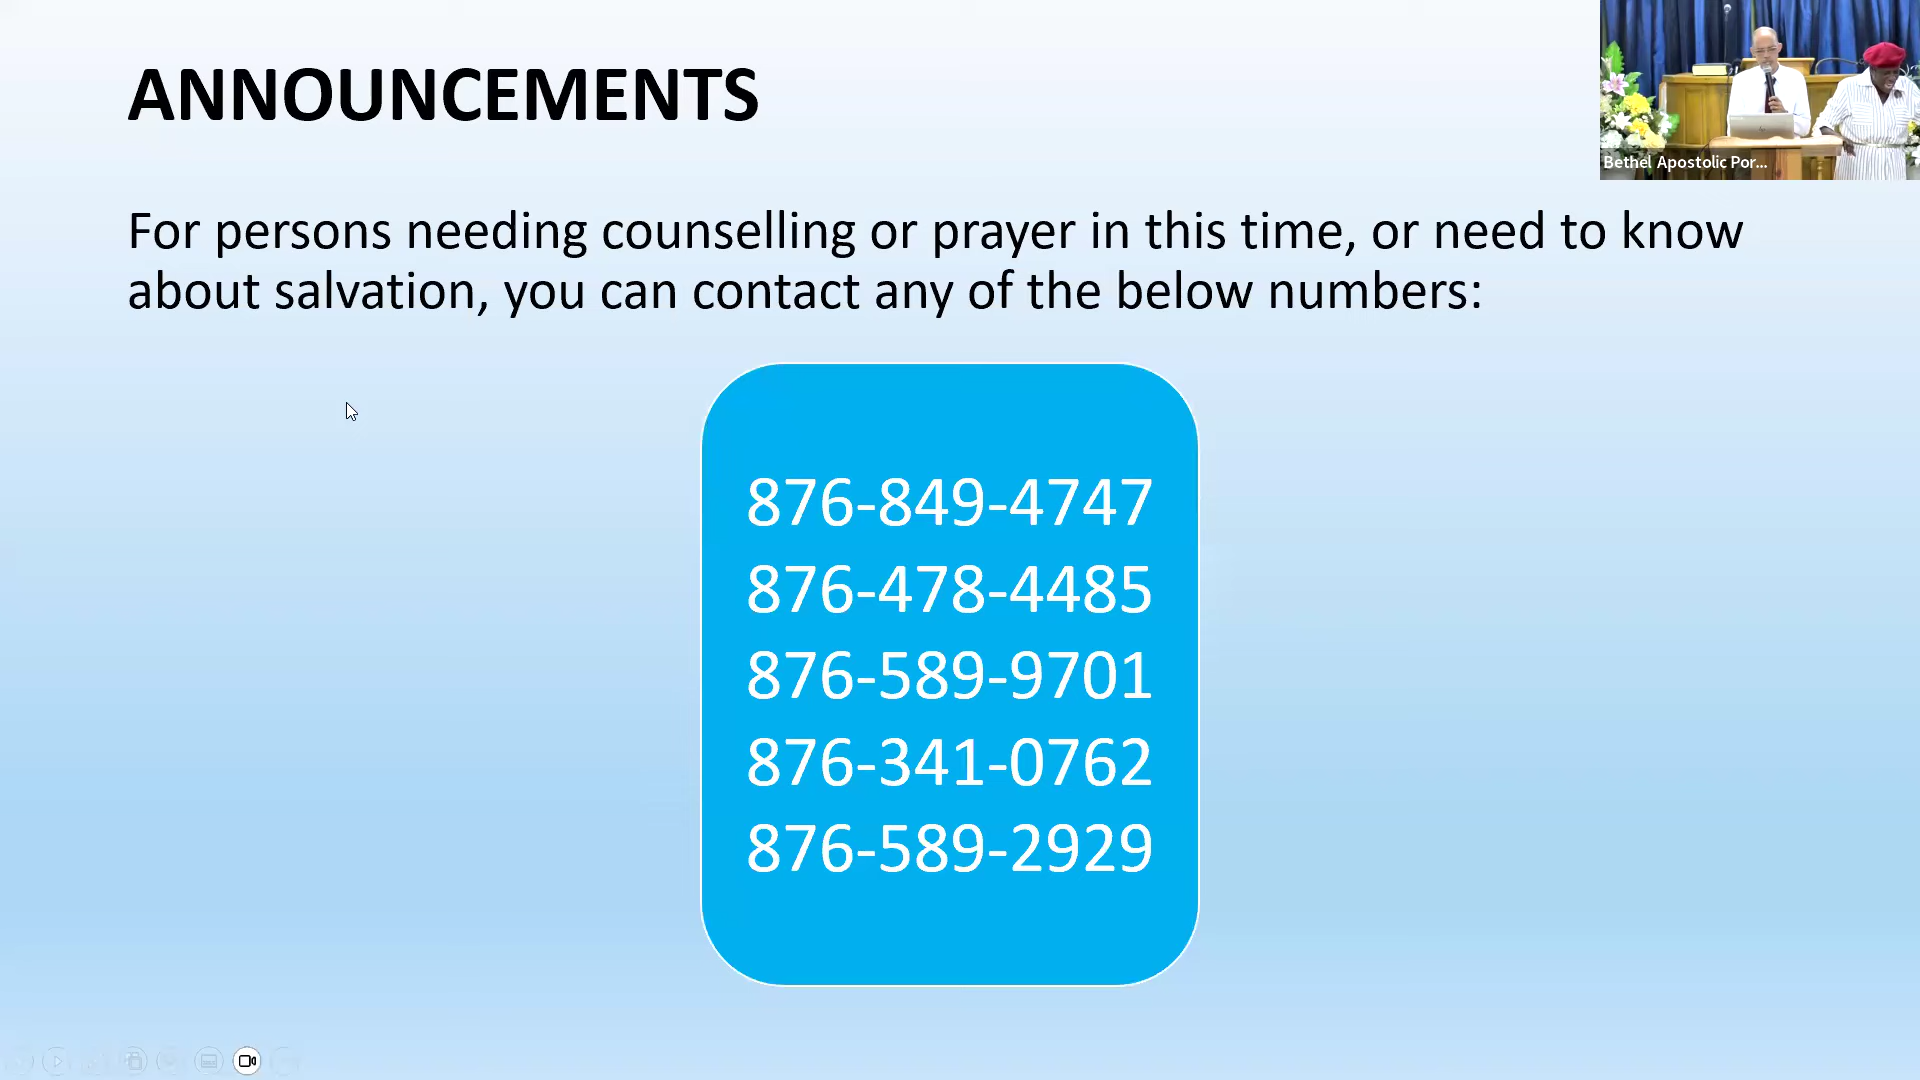 ANNOUNCEMENTS
Bethel Apostolic Por...
For persons needing counselling or prayer in this time, or need to know
about salvation, you can contact any of the below numbers:
876-849-4747
876-478-4485
876-589-9701
876-341-0762
876-589-2929